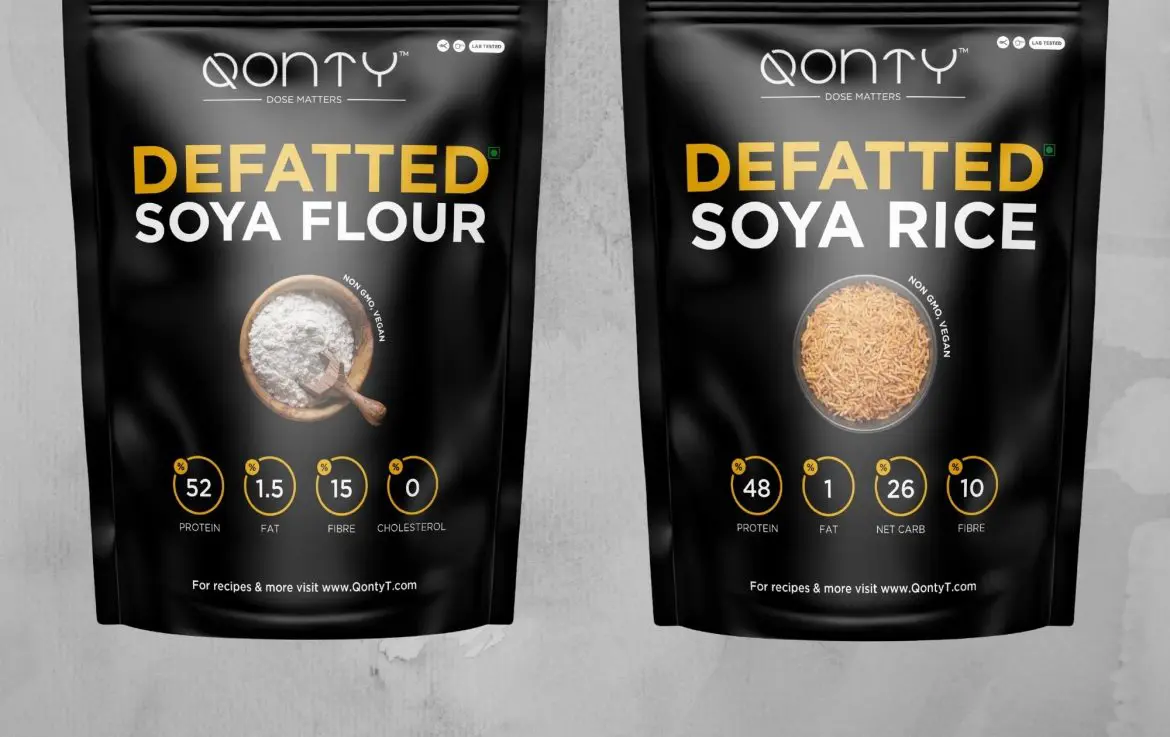 QONTY™
LAB TESTED
DOSE MATTERS
DEFATTED
SOYA FLOUR
NON GMO, VEGAN
% % % %
52 1.5 15 0
PROTEIN FAT FIBRE CHOLESTEROL
For recipes & more visit www.QontyT.com
QONTY™
LAB TESTED
DOSE MATTERS
DEFATTED
SOYA RICE
NON GMO, VEGAN
% % % %
48 1 26 10
PROTEIN FAT NET CARB FIBRE
For recipes & more visit www.QontyT.com